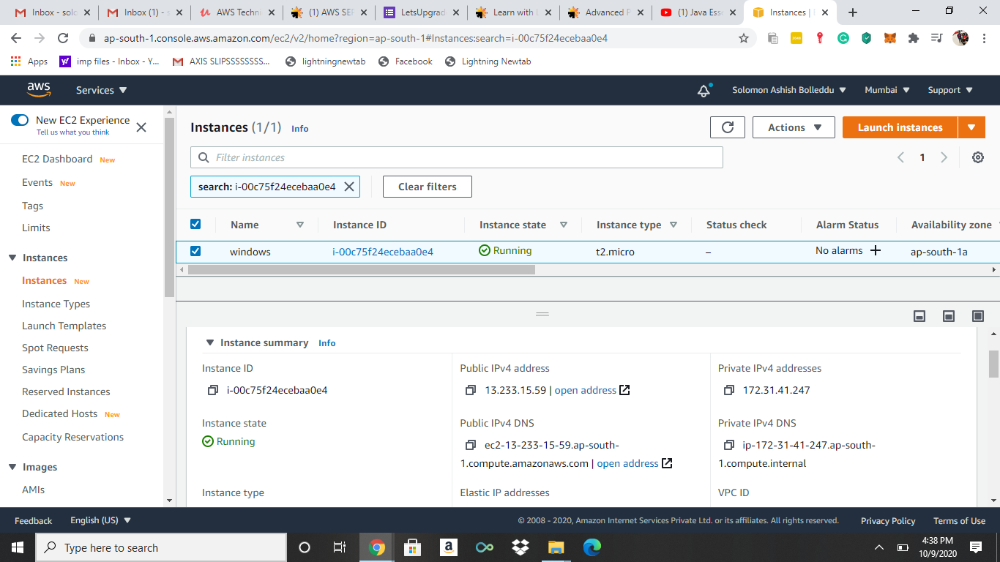 Inbox - solo
Inbox (1) - s
AWS Techni
(1) AWS SEF
LetsUpgrad
Learn with L
Advanced P
(1) Java Ess
Instances | E
ap-south-1.console.aws.amazon.com/ec2/v2/home?region=ap-south-1#Instances:search=i-00c75f24ecebaa0e4
Apps imp files - Inbox - Y... AXIS SLIPSSSSSSSS... lightningnewtab Facebook Lightning Newtab
aws Services Solomon Ashish Bolleddu Mumbai Support
New EC2 Experience
Tell us what you think
EC2 Dashboard New
Events New
Tags
Limits
Instances
Instances New
Instance Types
Launch Templates
Spot Requests
Savings Plans
Reserved Instances
Dedicated Hosts New
Capacity Reservations
Images
AMIs
Instances (1/1) Info Actions Launch instances
Filter instances 1
search: i-00c75f24ecebaa0e4 Clear filters
Name Instance ID Instance state Instance type Status check Alarm Status Availability zone
windows i-00c75f24ecebaa0e4 Running t2.micro – No alarms + ap-south-1a
Instance summary Info
Instance ID Public IPv4 address Private IPv4 addresses
i-00c75f24ecebaa0e4 13.233.15.59 | open address 172.31.41.247
Instance state Public IPv4 DNS Private IPv4 DNS
Running ec2-13-233-15-59.ap-south- ip-172-31-41-247.ap-south-
1.compute.amazonaws.com | open address 1.compute.internal
Instance type Elastic IP addresses VPC ID
Feedback English (US) © 2008 - 2020, Amazon Internet Services Private Ltd. or its affiliates. All rights reserved. Privacy Policy Terms of Use
Type here to search
4:38 PM
10/9/2020